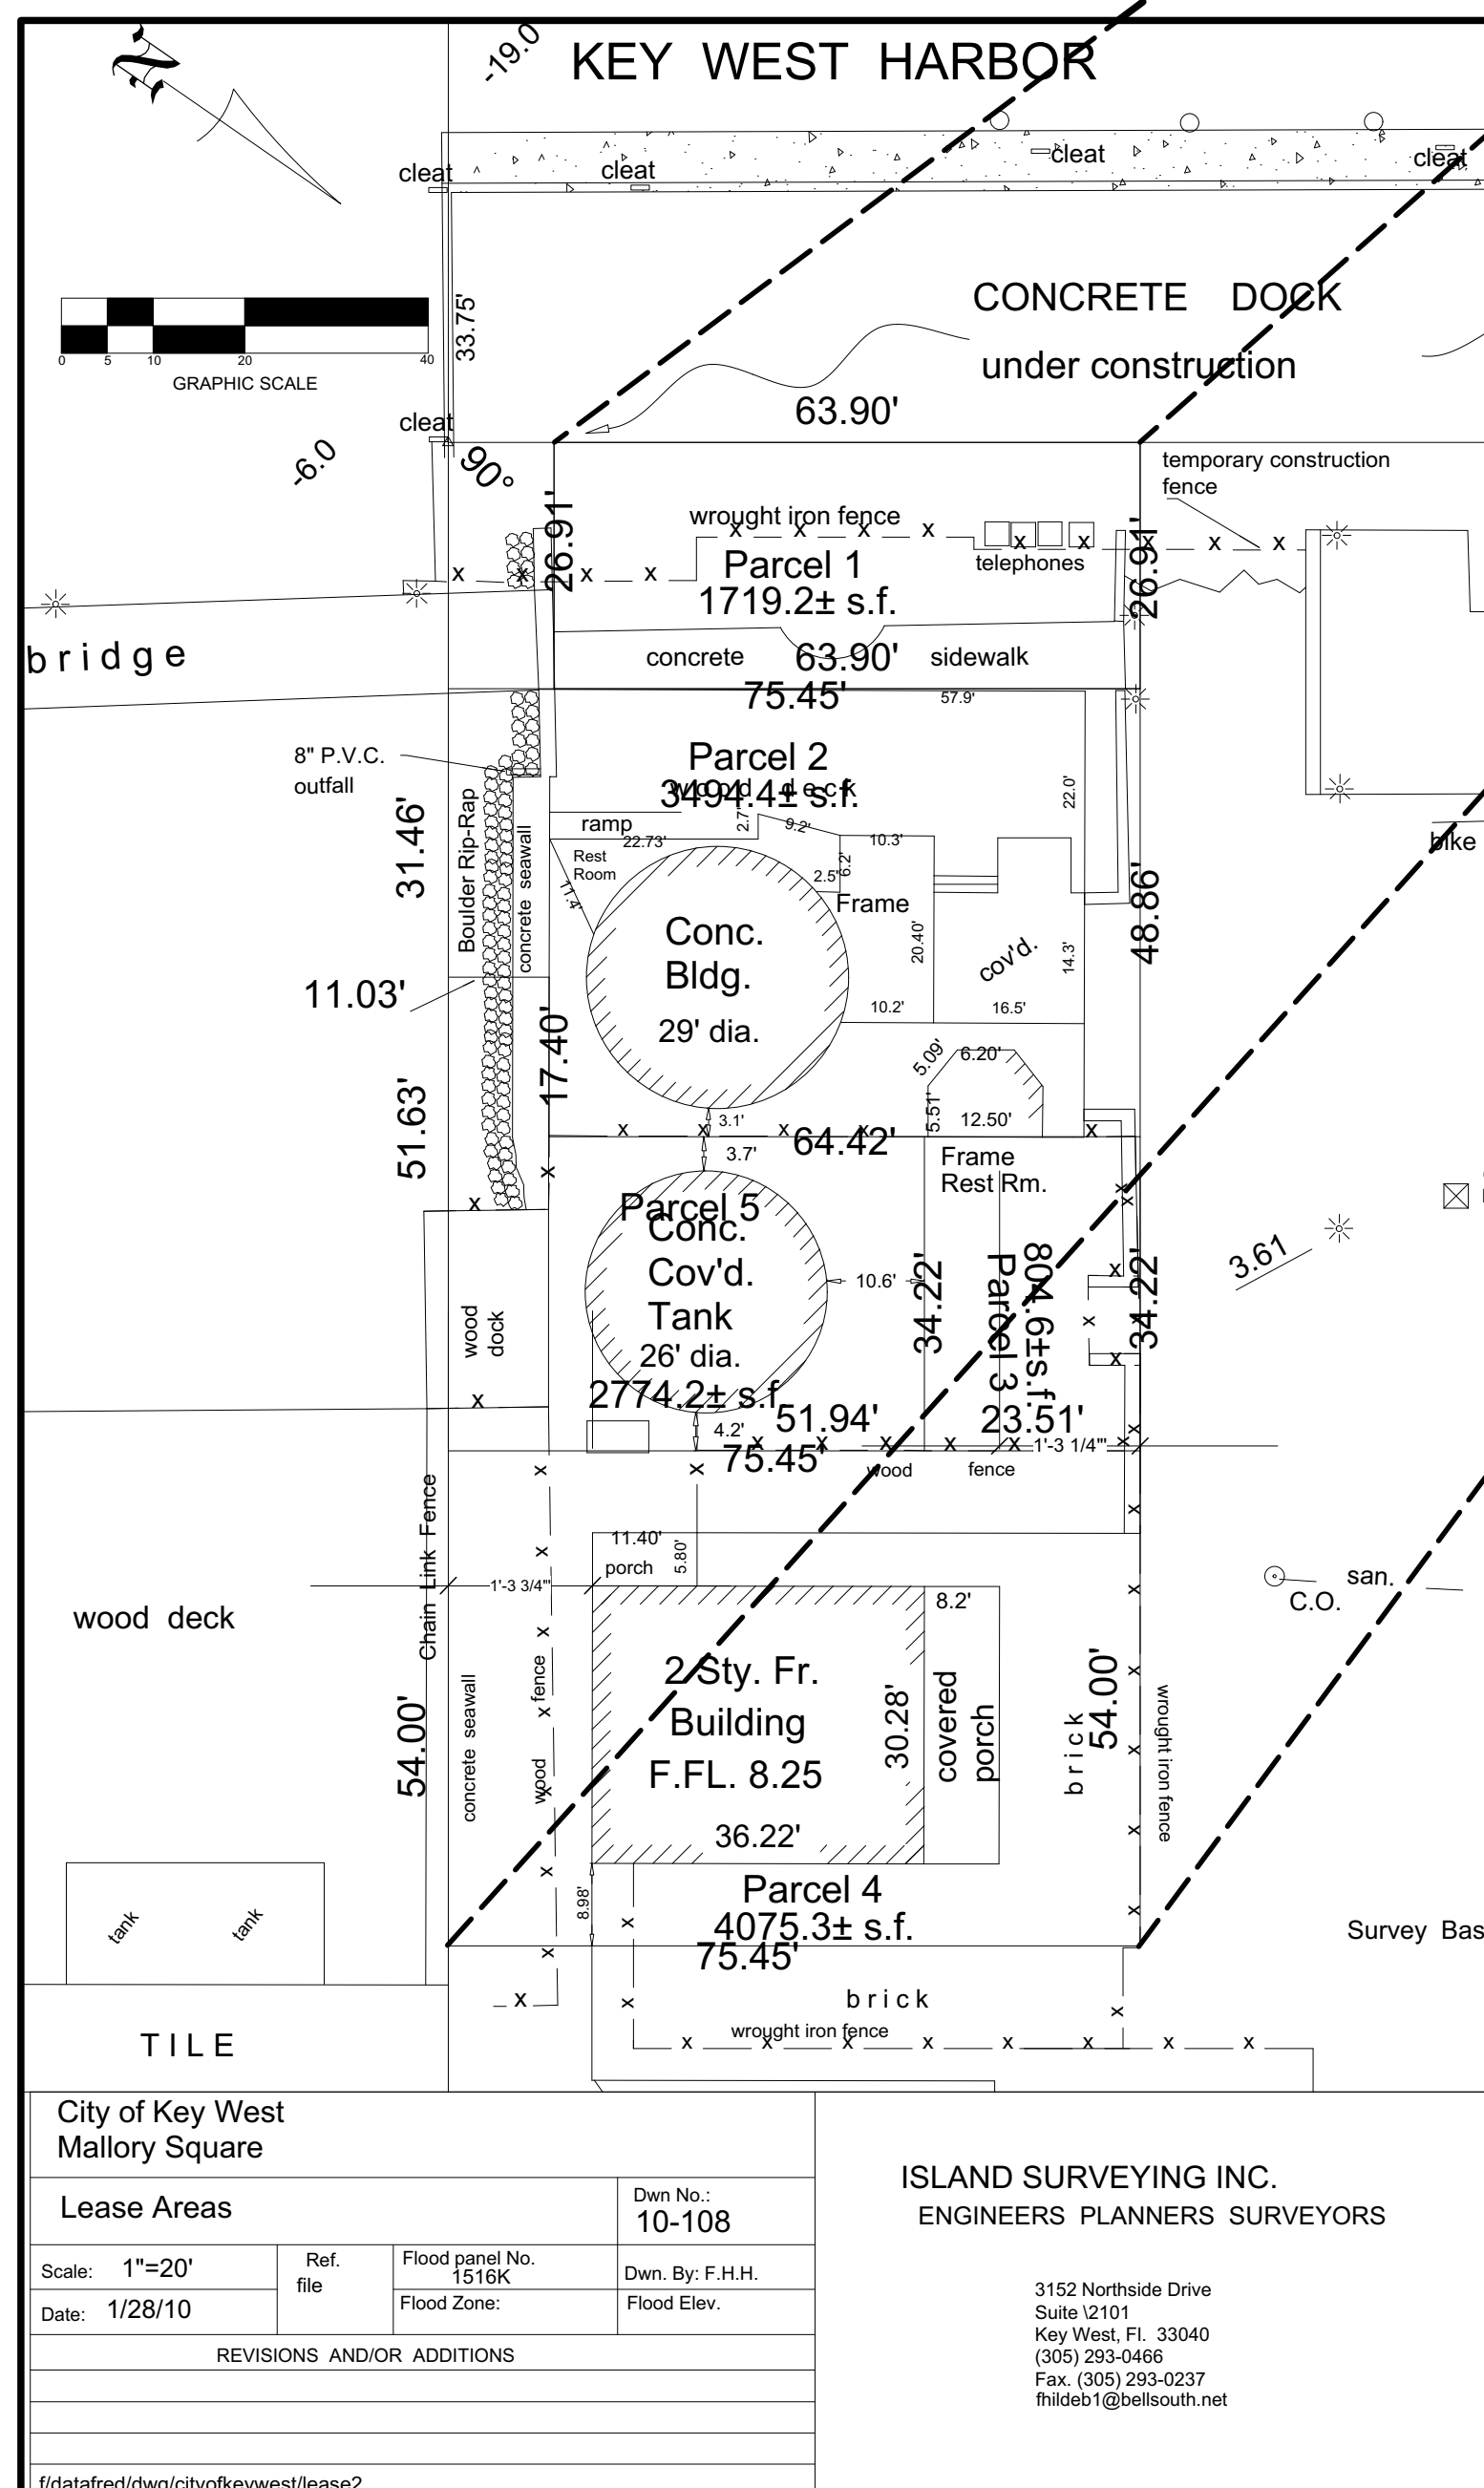 N
-19.0
KEY WEST HARBOR
cleat
cleat
cleat
cleat
33.75'
CONCRETE DOCK
under construction
0 5 10 20 40
GRAPHIC SCALE
63.90'
cleat
-6.0
90°
temporary construction
fence
26.91'
wrought iron fence
x x x x
telephones
26.91'
Parcel 1
1719.2± s.f.
x x x x x x x x x
bridge
concrete 63.90' sidewalk
75.45'
57.9'
8" P.V.C.
outfall
Parcel 2
wood deck
3494.4± s.f.
22.0'
31.46'
Boulder Rip-Rap
concrete seawall
ramp
22.73'
2.7'
9.2'
10.3'
6.2'
2.5'
Rest
Room
11.4'
Frame
bike
48.86'
Conc.
Bldg.
29' dia.
20.40'
cov'd.
14.3'
10.2'
16.5'
11.03'
17.40'
51.63'
5.09'
6.20'
5.51'
12.50'
3.1'
x x x x x
64.42'
3.7'
Frame
Rest Rm.
x
x
Parcel 5
Conc.
Cov'd.
Tank
26' dia.
2774.2± s.f.
10.6'
34.22'
Parcel 3
804.6±s.f.
34.22'
3.61
wood
dock
x
x x x x x
4.2'
51.94'
23.51'
x x x x x x
1'-3 1/4"'
75.45'
wood fence
Chain Link Fence
x x
11.40'
porch
5.80'
1'-3 3/4"'
8.2'
san.
C.O.
wood deck
54.00'
concrete seawall
wood fence
x x x x x x
2 Sty. Fr.
Building
F.FL. 8.25
36.22'
30.28'
covered
porch
brick
54.00'
wrought iron fence
x x x x x x
8.98'
Parcel 4
4075.3± s.f.
75.45'
tank
tank
Survey Bas
x
x x x
brick
wrought iron fence
x x x x x x x x
TILE
City of Key West
Mallory Square
Lease Areas
Dwn No.:
10-108
Scale: 1"=20'
Ref.
file
Flood panel No.
1516K
Dwn. By: F.H.H.
Date: 1/28/10
Flood Zone:
Flood Elev.
REVISIONS AND/OR ADDITIONS
f/datafred/dwg/cityofkeywest/lease2
ISLAND SURVEYING INC.
ENGINEERS PLANNERS SURVEYORS
3152 Northside Drive
Suite \2101
Key West, Fl. 33040
(305) 293-0466
Fax. (305) 293-0237
fhildeb1@bellsouth.net